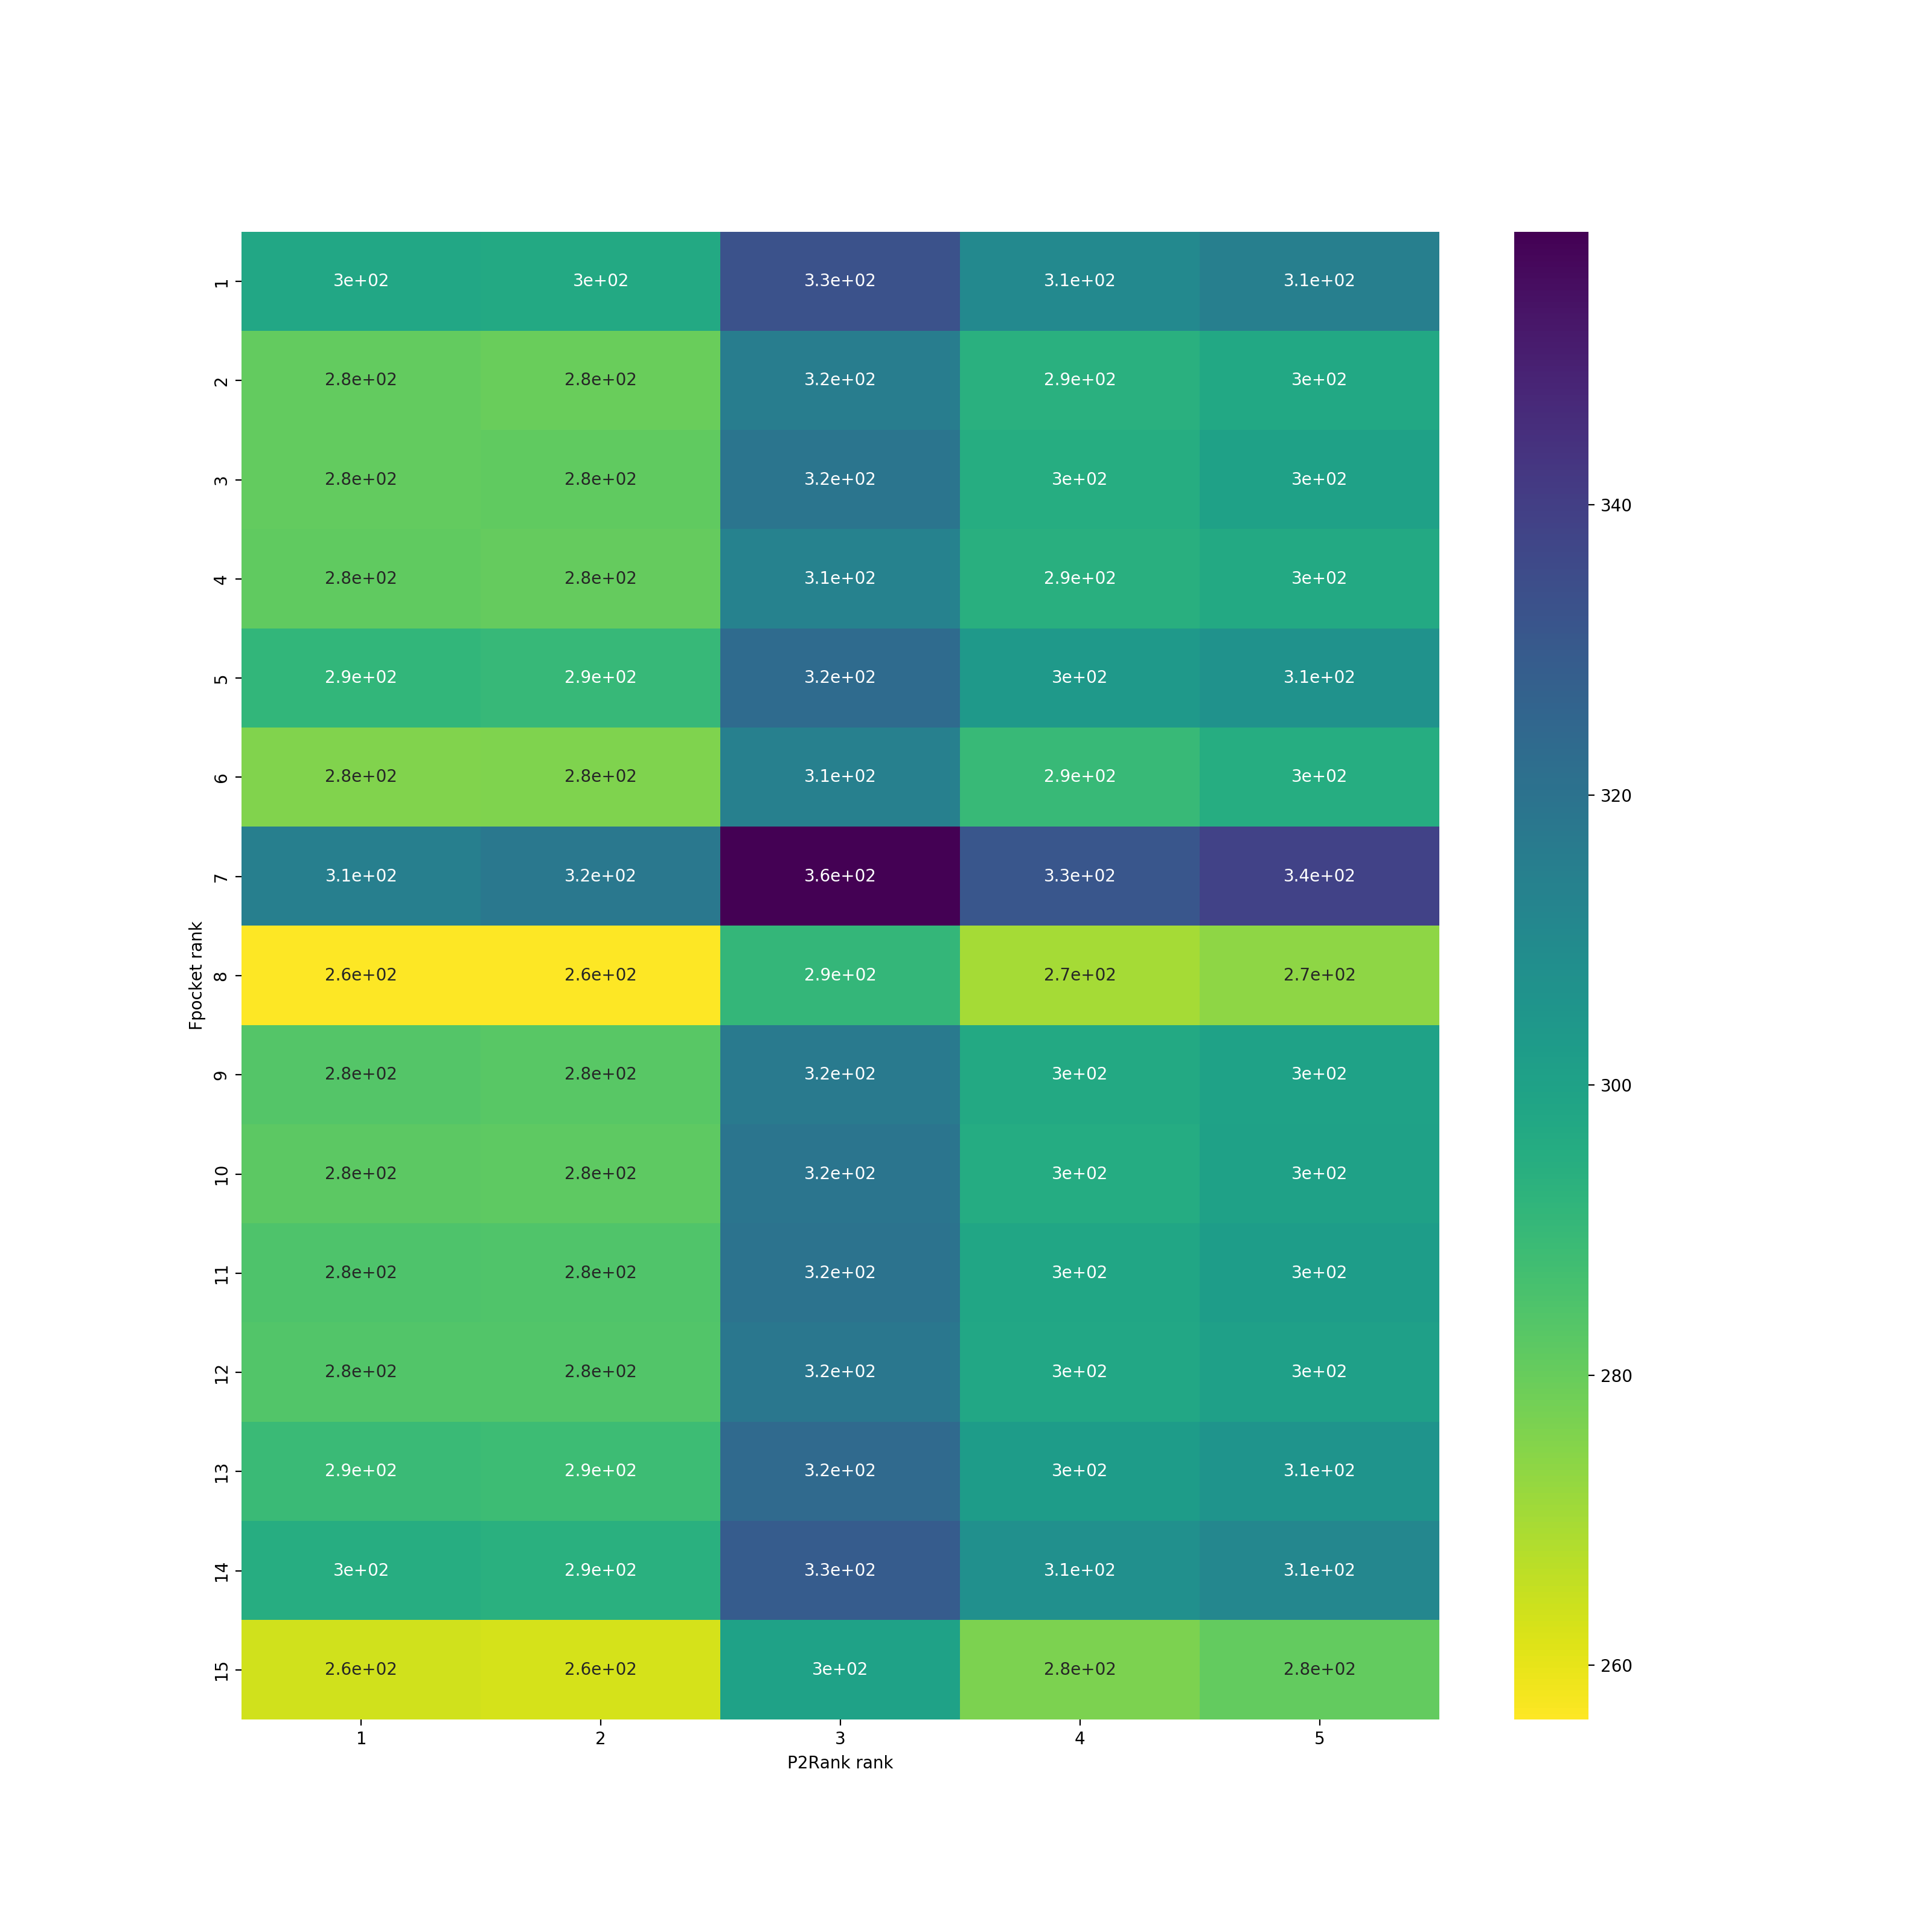 1 3e+02 3e+02 3.3e+02 3.1e+02 3.1e+02
2 2.8e+02 2.8e+02 3.2e+02 2.9e+02 3e+02
3 2.8e+02 2.8e+02 3.2e+02 3e+02 3e+02
4 2.8e+02 2.8e+02 3.1e+02 2.9e+02 3e+02
5 2.9e+02 2.9e+02 3.2e+02 3e+02 3.1e+02
6 2.8e+02 2.8e+02 3.1e+02 2.9e+02 3e+02
7 3.1e+02 3.2e+02 3.6e+02 3.3e+02 3.4e+02
8 2.6e+02 2.6e+02 2.9e+02 2.7e+02 2.7e+02
9 2.8e+02 2.8e+02 3.2e+02 3e+02 3e+02
10 2.8e+02 2.8e+02 3.2e+02 3e+02 3e+02
11 2.8e+02 2.8e+02 3.2e+02 3e+02 3e+02
12 2.8e+02 2.8e+02 3.2e+02 3e+02 3e+02
13 2.9e+02 2.9e+02 3.2e+02 3e+02 3.1e+02
14 3e+02 2.9e+02 3.3e+02 3.1e+02 3.1e+02
15 2.6e+02 2.6e+02 3e+02 2.8e+02 2.8e+02
1 2 3 4 5
P2Rank rank
Fpocket rank
340
320
300
280
260